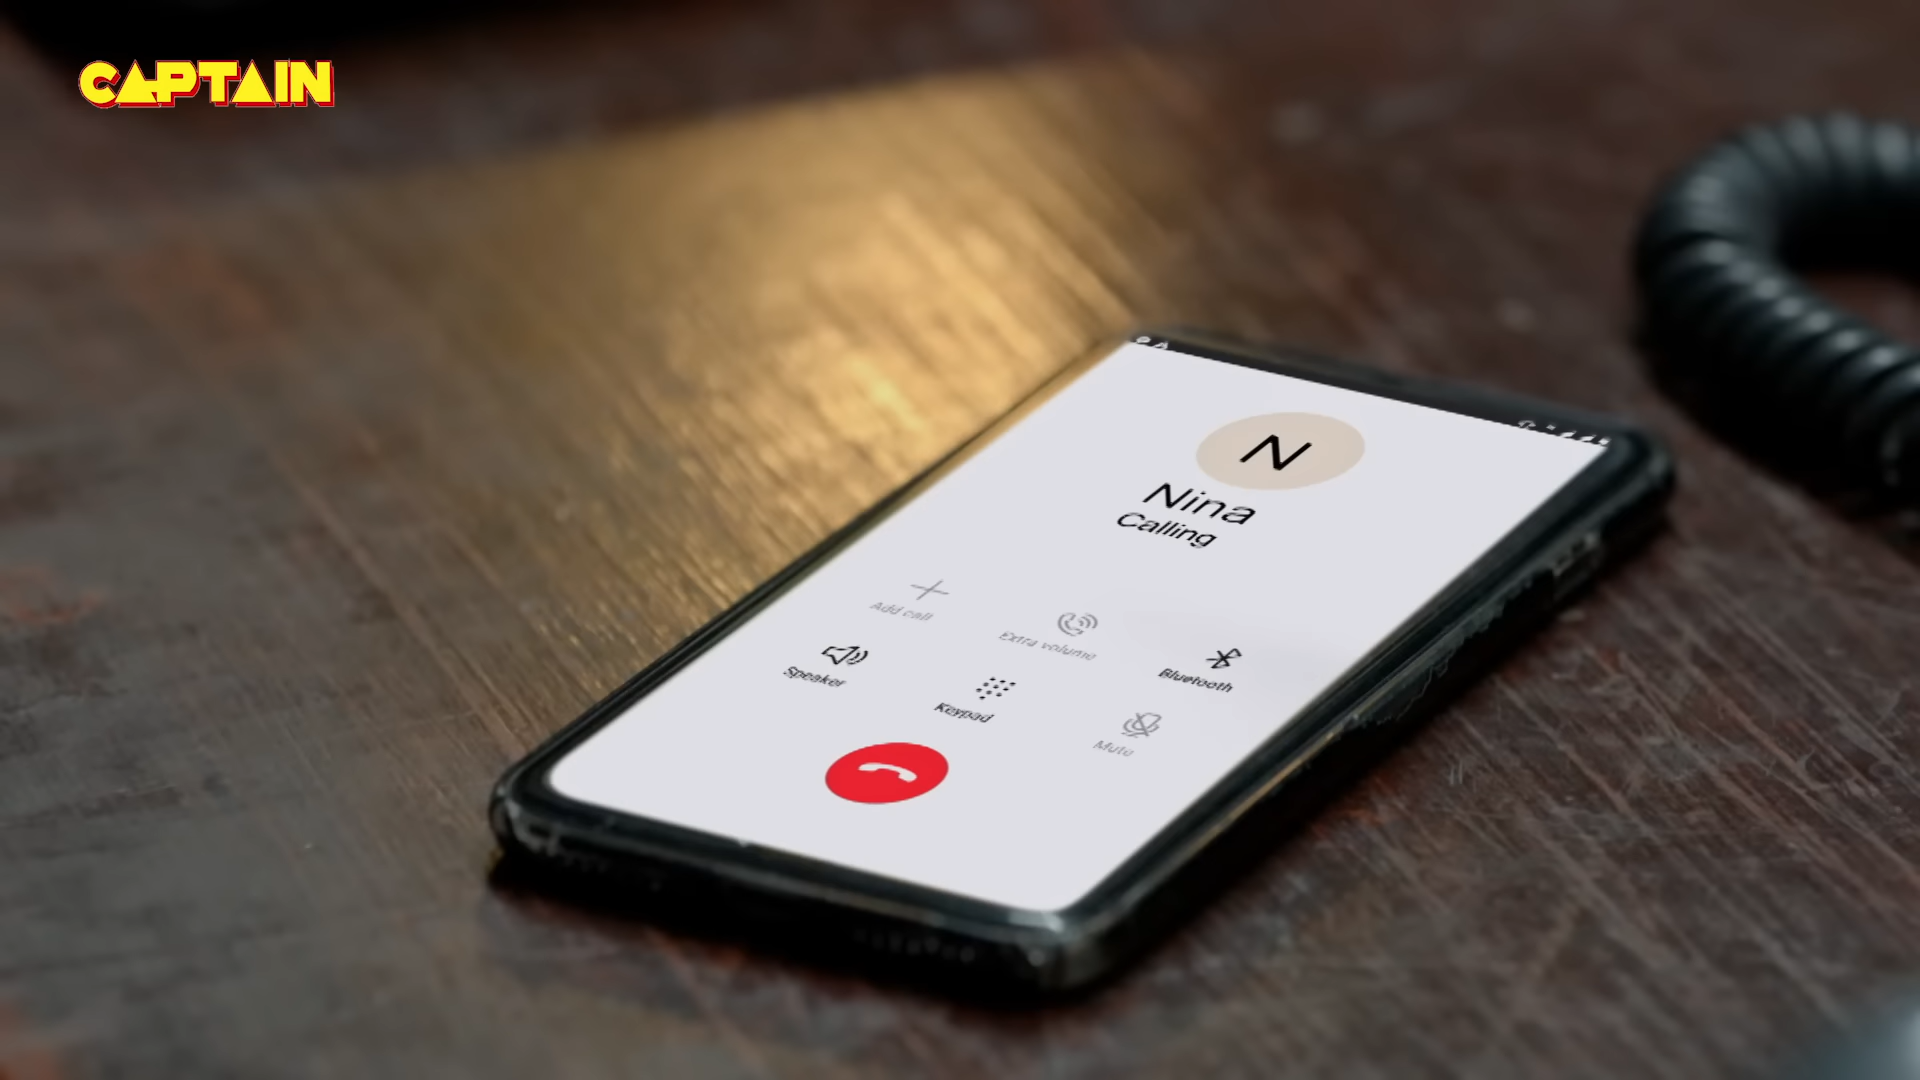 CAPTAIN
N
Nina
Calling
Add call
Extra volume
Bluetooth
Speaker
Keypad
Mute